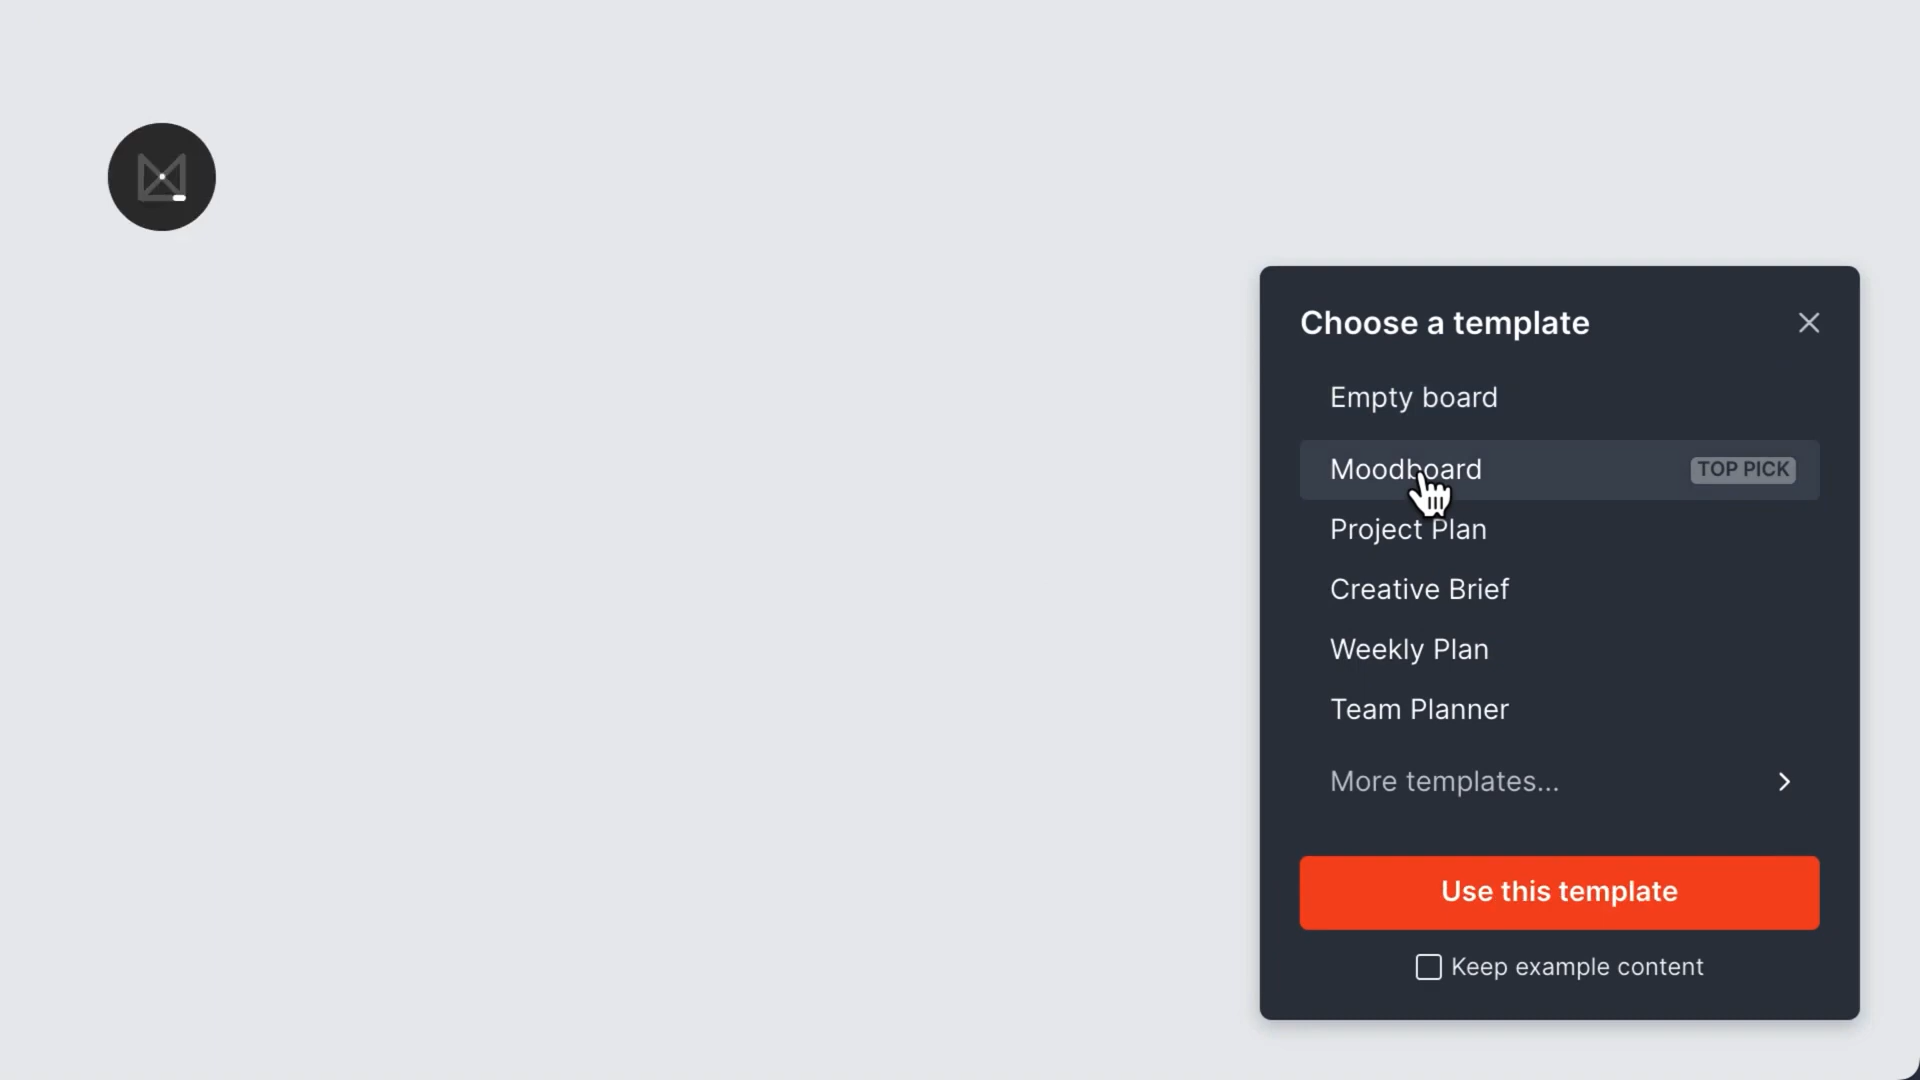 Choose a template
Empty board
Moodboard TOP PICK
Project Plan
Creative Brief
Weekly Plan
Team Planner
More templates...
Use this template
Keep example content